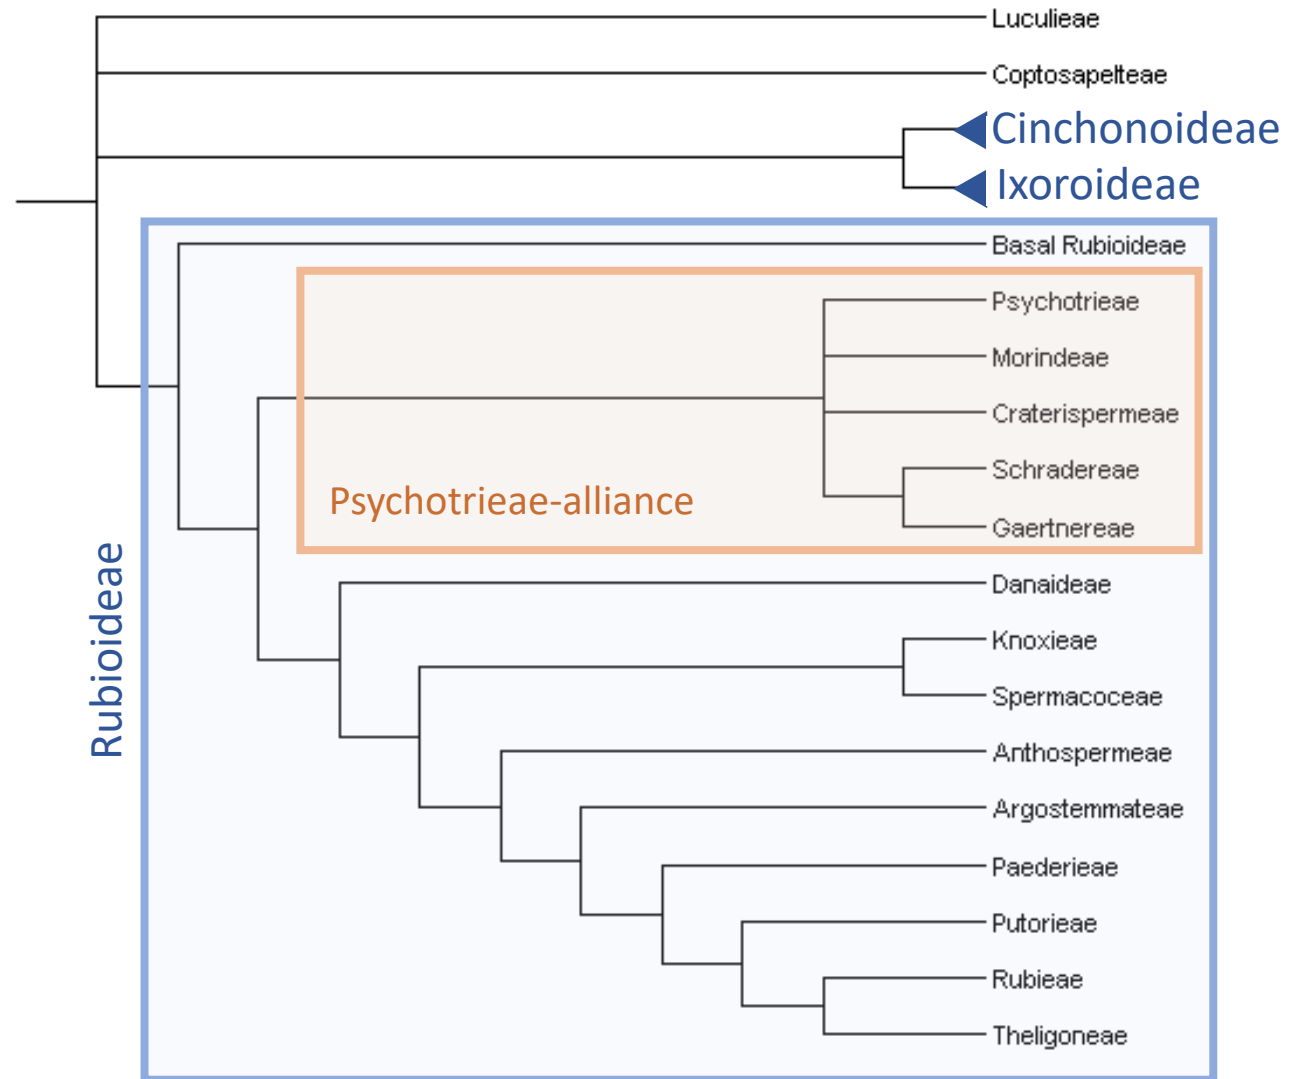 Luculieae
Coptosapelteae
Cinchonoideae
Ixoroideae
Basal Rubioideae
Psychotrieae
Morindeae
Craterispermeae
Schradereae
Psychotrieae-alliance
Gaertnereae
Rubioideae
Danaideae
Knoxieae
Spermacoceae
Anthospermeae
Argostemmateae
Paederieae
Putorieae
Rubieae
Theligoneae